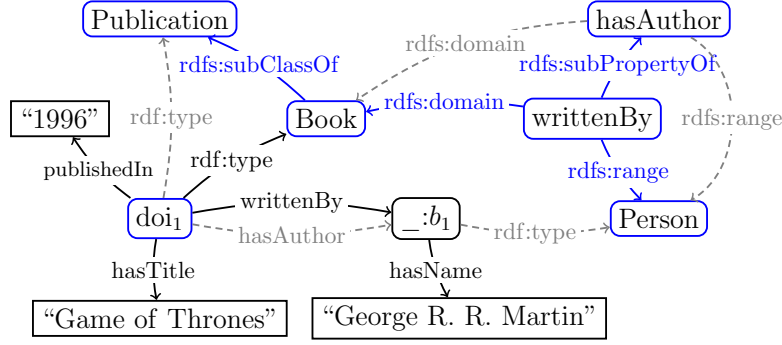 Publication
hasAuthor
rdfs:domain
rdfs:subClassOf
rdfs:subPropertyOf
“1996”
rdf:type
Book
rdfs:domain
writtenBy
rdfs:range
publishedIn
rdf:type
rdfs:range
writtenBy
doi₁
_:b₁
Person
hasAuthor
rdf:type
hasTitle
hasName
“Game of Thrones”
“George R. R. Martin”